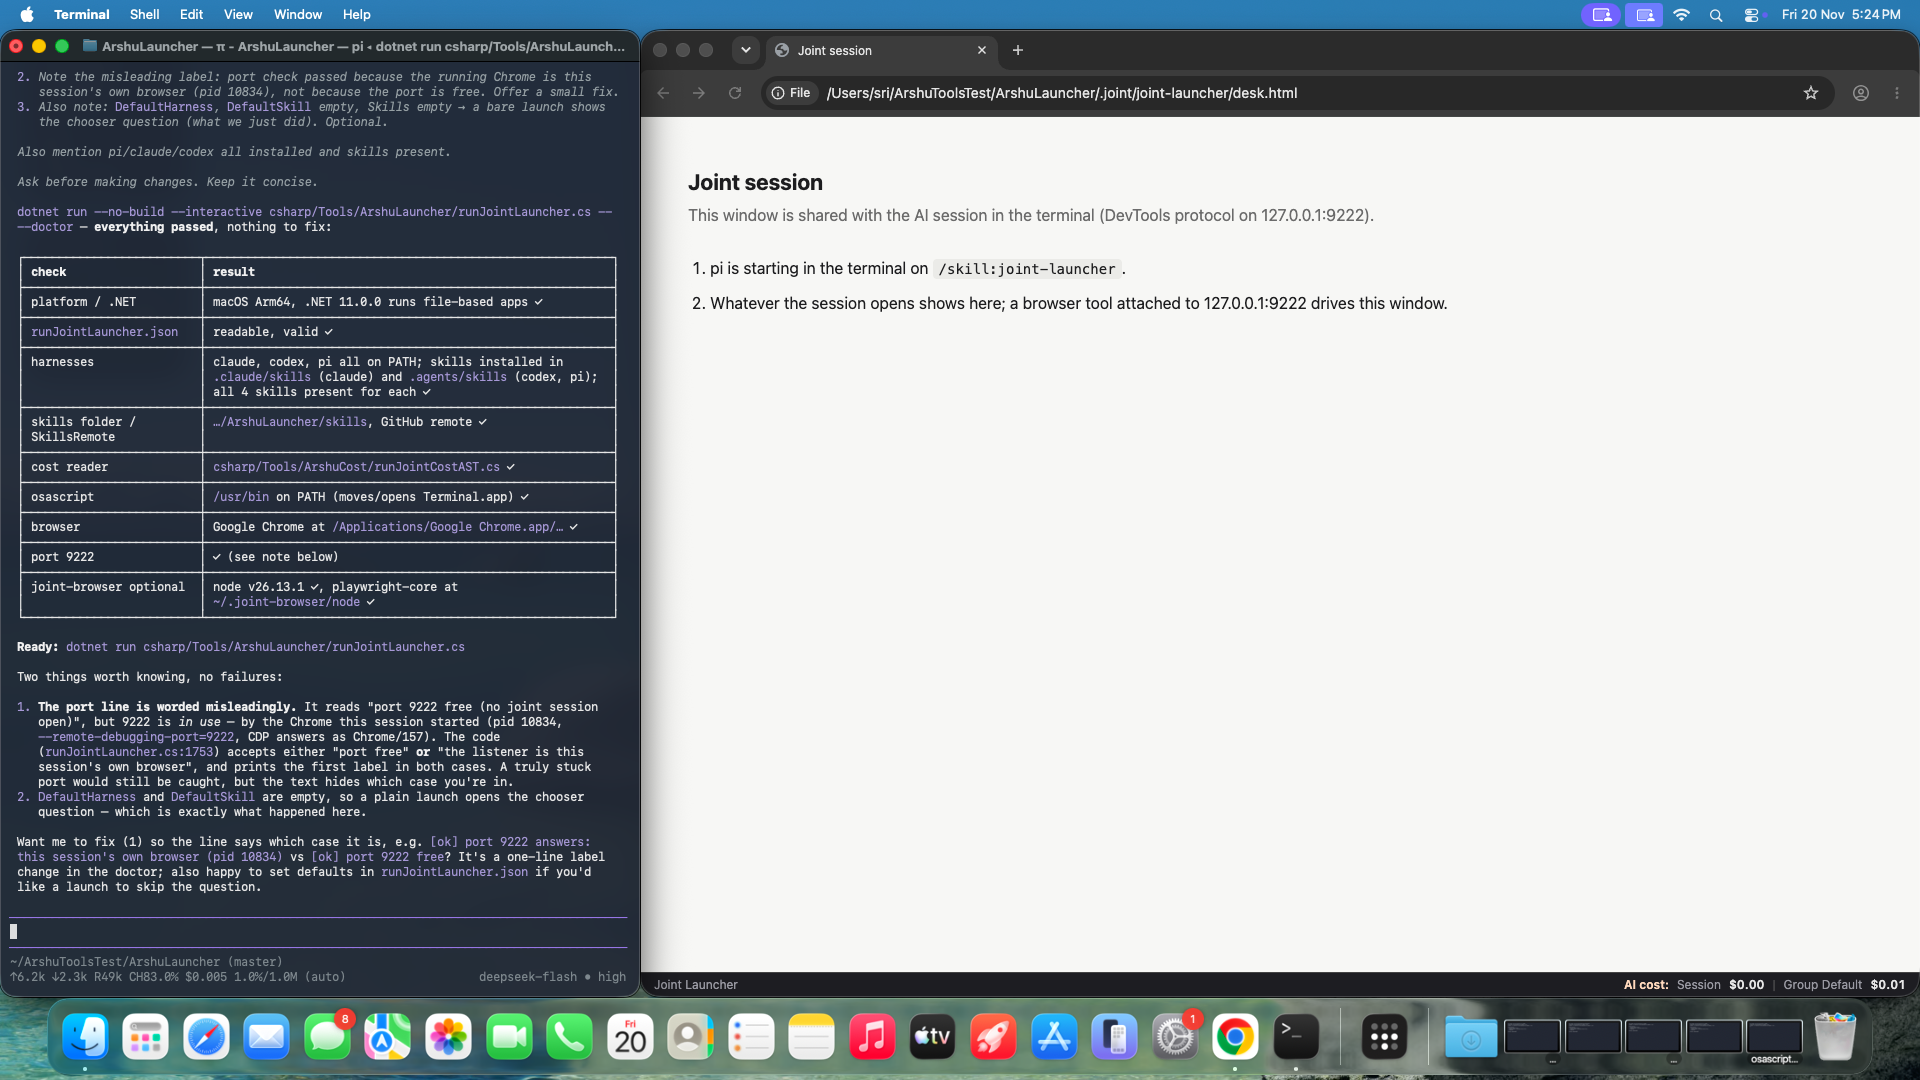 Terminal Shell Edit View Window Help
Fri 20 Nov 5:24 PM
ArshuLauncher — π - ArshuLauncher — pi ◂ dotnet run csharp/Tools/ArshuLaunch...
2. Note the misleading label: port check passed because the running Chrome is this
session's own browser (pid 10834), not because the port is free. Offer a small fix.
3. Also note: DefaultHarness, DefaultSkill empty, Skills empty → a bare launch shows
the chooser question (what we just did). Optional.
Also mention pi/claude/codex all installed and skills present.
Ask before making changes. Keep it concise.
dotnet run --no-build --interactive csharp/Tools/ArshuLauncher/runJointLauncher.cs --
--doctor — everything passed, nothing to fix:
check result
platform / .NET macOS Arm64, .NET 11.0.0 runs file-based apps ✓
runJointLauncher.json readable, valid ✓
harnesses claude, codex, pi all on PATH; skills installed in
.claude/skills (claude) and .agents/skills (codex, pi);
all 4 skills present for each ✓
skills folder / …/ArshuLauncher/skills, GitHub remote ✓
SkillsRemote
cost reader csharp/Tools/ArshuCost/runJointCostAST.cs ✓
osascript /usr/bin on PATH (moves/opens Terminal.app) ✓
browser Google Chrome at /Applications/Google Chrome.app/… ✓
port 9222 ✓ (see note below)
joint-browser optional node v26.13.1 ✓, playwright-core at
~/.joint-browser/node ✓
Ready: dotnet run csharp/Tools/ArshuLauncher/runJointLauncher.cs
Two things worth knowing, no failures:
1. The port line is worded misleadingly. It reads "port 9222 free (no joint session
open)", but 9222 is in use — by the Chrome this session started (pid 10834,
--remote-debugging-port=9222, CDP answers as Chrome/157). The code
(runJointLauncher.cs:1753) accepts either "port free" or "the listener is this
session's own browser", and prints the first label in both cases. A truly stuck
port would still be caught, but the text hides which case you're in.
2. DefaultHarness and DefaultSkill are empty, so a plain launch opens the chooser
question — which is exactly what happened here.
Want me to fix (1) so the line says which case it is, e.g. [ok] port 9222 answers:
this session's own browser (pid 10834) vs [ok] port 9222 free? It's a one-line label
change in the doctor; also happy to set defaults in runJointLauncher.json if you'd
like a launch to skip the question.
~/ArshuToolsTest/ArshuLauncher (master)
↑6.2k ↓2.3k R49k CH83.0% $0.005 1.0%/1.0M (auto) deepseek-flash • high
Joint session
File /Users/sri/ArshuToolsTest/ArshuLauncher/.joint/joint-launcher/desk.html
Joint session
This window is shared with the AI session in the terminal (DevTools protocol on 127.0.0.1:9222).
1. pi is starting in the terminal on /skill:joint-launcher.
2. Whatever the session opens shows here; a browser tool attached to 127.0.0.1:9222 drives this window.
Joint Launcher AI cost: Session $0.00 | Group Default $0.01
8
Fri
20
tv
1
>_
...
...
osascript...